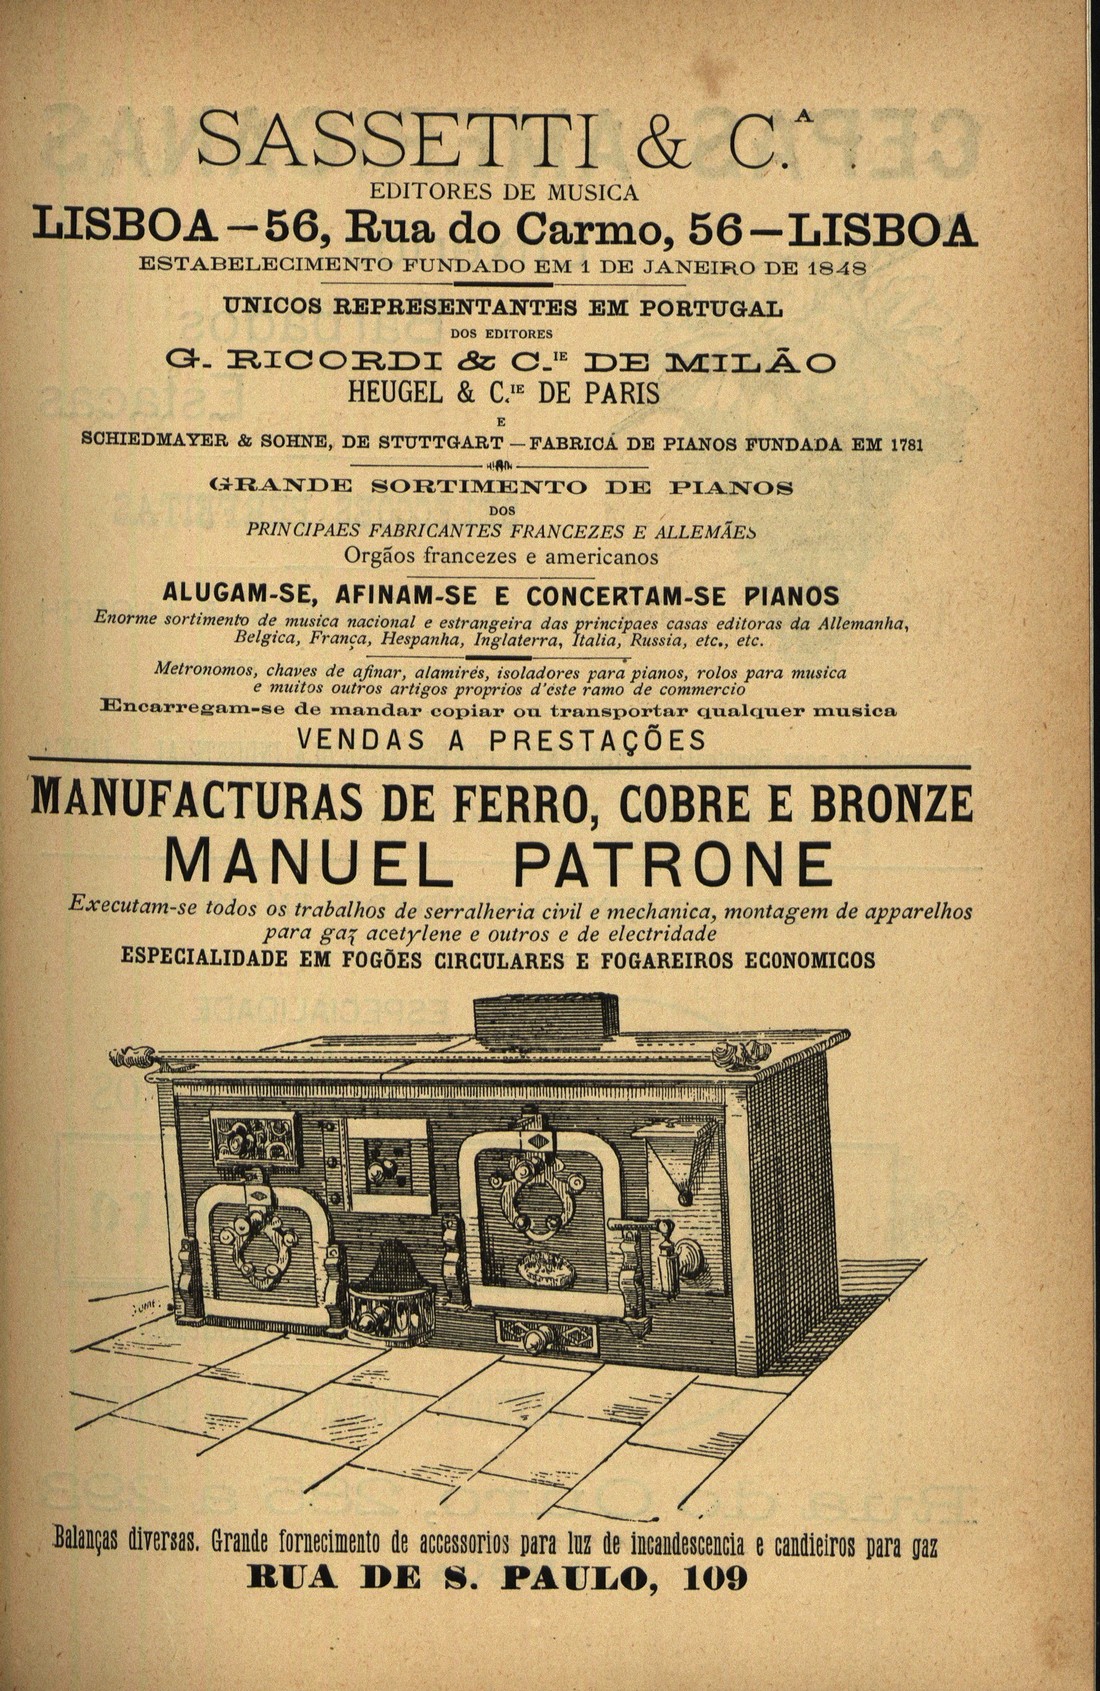 SASSETTI & C.A
EDITORES DE MUSICA
LISBOA — 56, Rua do Carmo, 56 — LISBOA
ESTABELECIMENTO FUNDADO EM 1 DE JANEIRO DE 1848
UNICOS REPRESENTANTES EM PORTUGAL
DOS EDITORES
G. RICORDI & C.IE DE MILÃO
HEUGEL & C.IE DE PARIS
E
SCHIEDMAYER & SOHNE, DE STUTTGART — FABRICA DE PIANOS FUNDADA EM 1781
GRANDE SORTIMENTO DE PIANOS
DOS
PRINCIPAES FABRICANTES FRANCEZES E ALLEMÃES
Orgãos francezes e americanos
ALUGAM-SE, AFINAM-SE E CONCERTAM-SE PIANOS
Enorme sortimento de musica nacional e estrangeira das principaes casas editoras da Allemanha,
Belgica, França, Hespanha, Inglaterra, Italia, Russia, etc., etc.
Metronomos, chaves de afinar, alamirés, isoladores para pianos, rolos para musica
e muitos outros artigos proprios d'este ramo de commercio
Encarregam-se de mandar copiar ou transportar qualquer musica
VENDAS A PRESTAÇÕES
MANUFACTURAS DE FERRO, COBRE E BRONZE
MANUEL PATRONE
Executam-se todos os trabalhos de serralheria civil e mechanica, montagem de apparelhos
para gaz acetylene e outros e de electridade
ESPECIALIDADE EM FOGÕES CIRCULARES E FOGAREIROS ECONOMICOS
Balanças diversas. Grande fornecimento de accessorios para luz de incandescencia e candieiros para gaz
RUA DE S. PAULO, 109